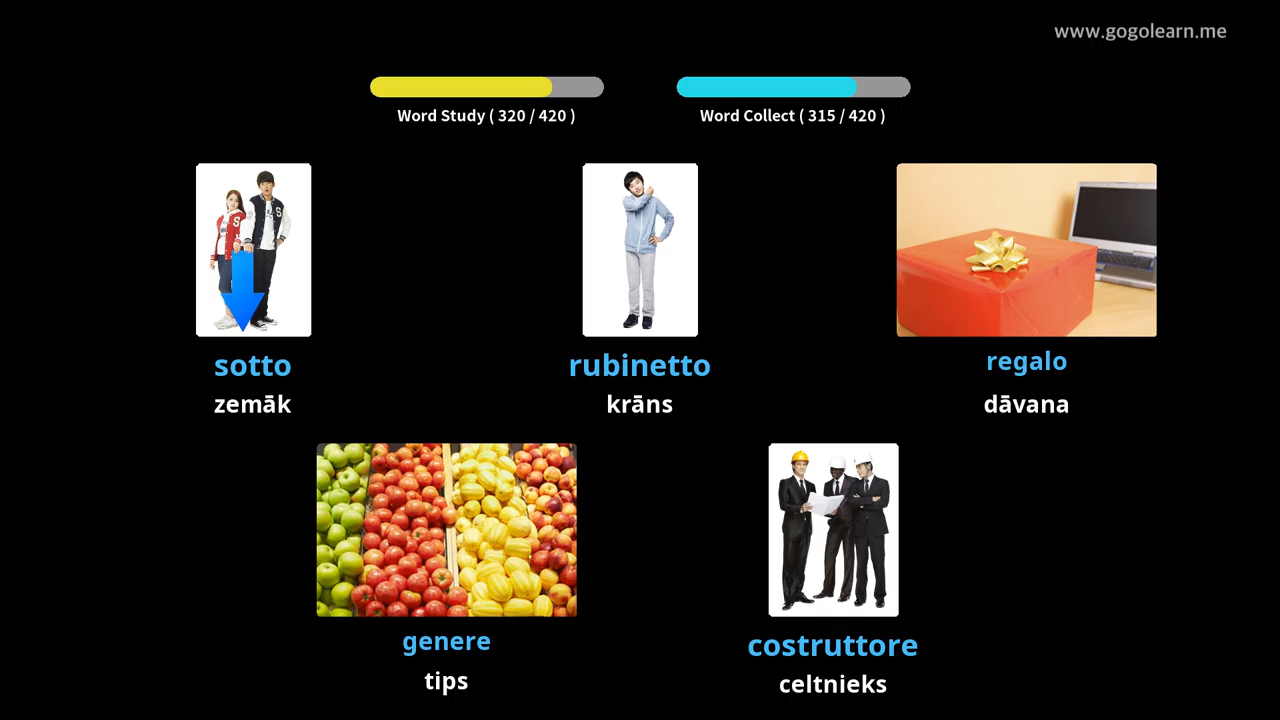 www.gogolearn.me
Word Study ( 320 / 420 )
Word Collect ( 315 / 420 )
sotto
zemāk
rubinetto
krāns
regalo
dāvana
genere
tips
costruttore
celtnieks